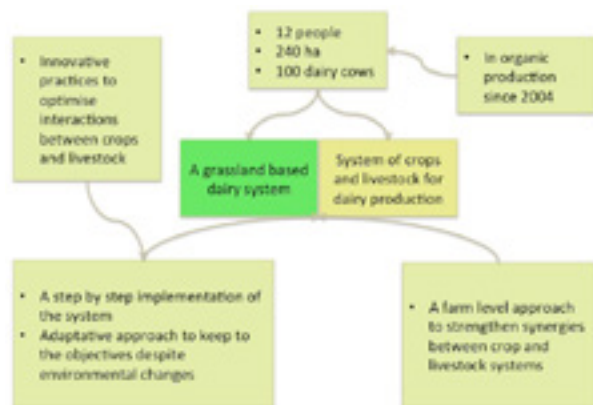 • 12 people
• 240 ha
• 100 dairy cows
• Innovative
practices to
optimise
interactions
between crops
and livestock
• In organic
production
since 2004
A grassland based
dairy system
System of crops
and livestock for
dairy production
• A step by step implementation of
the system
• Adaptative approach to keep to
the objectives despite
environmental changes
• A farm level approach
to strengthen synergies
between crop and
livestock systems